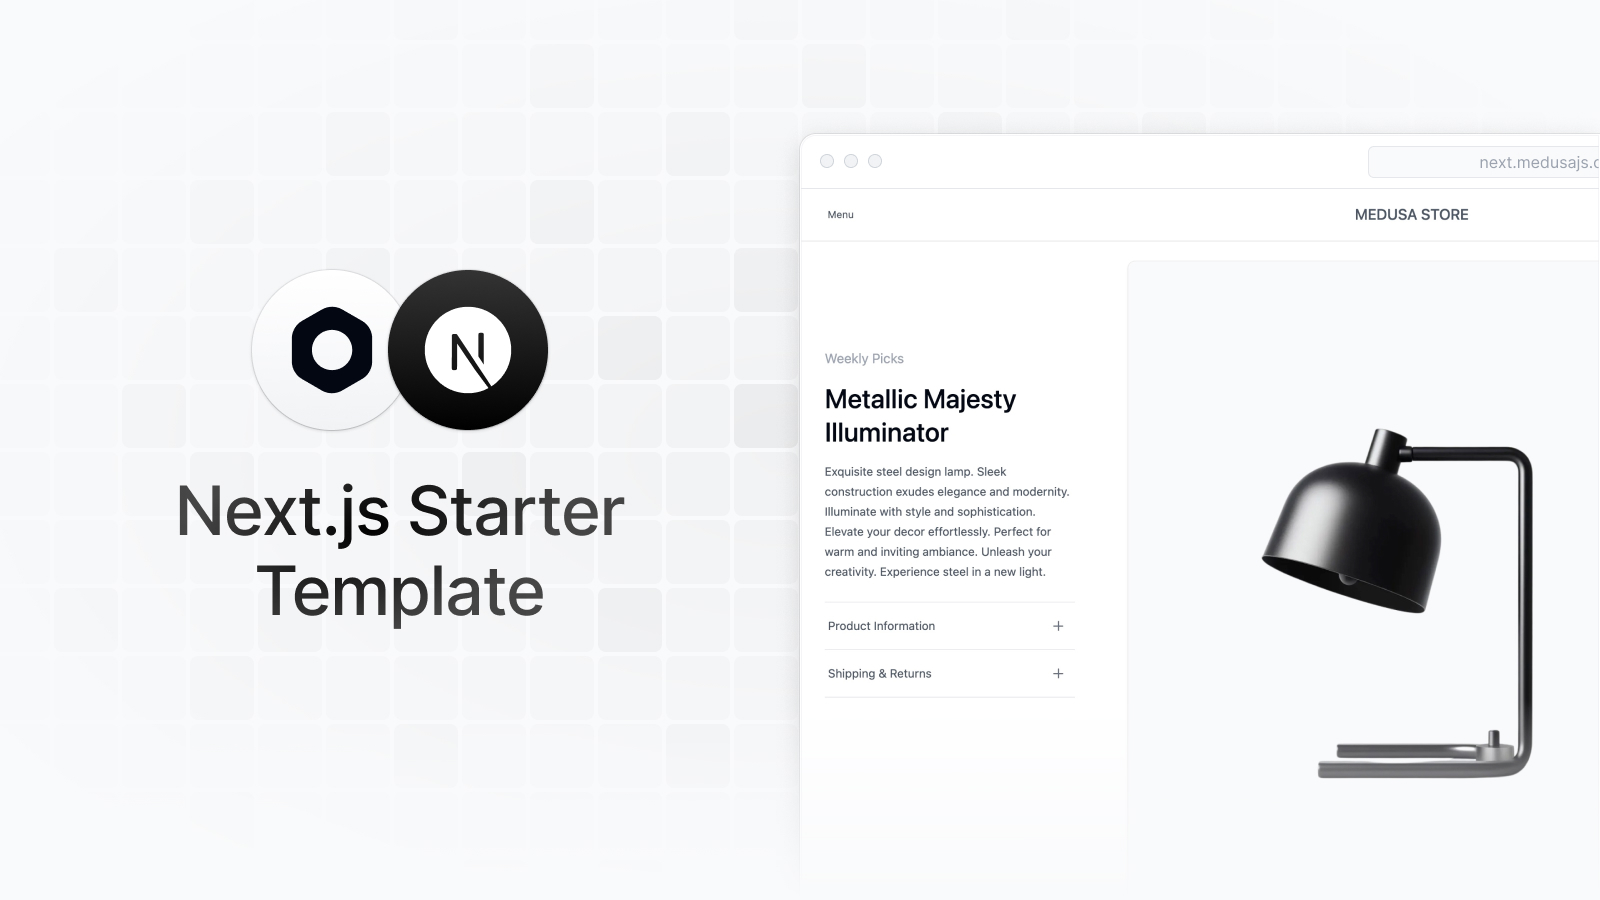 Next.js Starter
Template
next.medusajs.c
Menu
MEDUSA STORE
Weekly Picks
Metallic Majesty
Illuminator
Exquisite steel design lamp. Sleek
construction exudes elegance and modernity.
Illuminate with style and sophistication.
Elevate your decor effortlessly. Perfect for
warm and inviting ambiance. Unleash your
creativity. Experience steel in a new light.
Product Information
Shipping & Returns